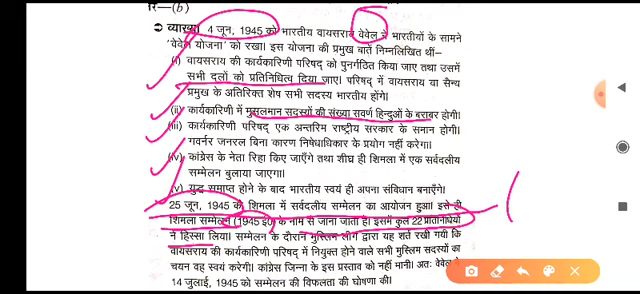 (b)
व्याख्या 4 जून, 1945 को भारतीय वायसराय वेवेल ने भारतीयों के सामने
'वेवेल योजना' को रखा। इस योजना की प्रमुख बातें निम्नलिखित थीं—
(i) वायसराय की कार्यकारिणी परिषद् को पुनर्गठित किया जाए तथा उसमें
सभी दलों को प्रतिनिधित्व दिया जाए। परिषद् में वायसराय या सैन्य
प्रमुख के अतिरिक्त शेष सभी सदस्य भारतीय होंगे।
(ii) कार्यकारिणी में मुसलमान सदस्यों की संख्या सवर्ण हिन्दुओं के बराबर होगी।
(iii) कार्यकारी परिषद् एक अन्तरिम राष्ट्रीय सरकार के समान होगी।
गवर्नर जनरल बिना कारण निषेधाधिकार के प्रयोग नहीं करेगा।
(iv) कांग्रेस के नेता रिहा किए जाएँगे तथा शीघ्र ही शिमला में एक सर्वदलीय
सम्मेलन बुलाया जाएगा।
(v) युद्ध समाप्त होने के बाद भारतीय स्वयं ही अपना संविधान बनाएँगे।
25 जून, 1945 को शिमला में सर्वदलीय सम्मेलन का आयोजन हुआ। इसे ही
शिमला सम्मेलन (1945 ई०) के नाम से जाना जाता है। इसमें कुल 22 प्रतिनिधियों
ने हिस्सा लिया। सम्मेलन के दौरान मुस्लिम लीग द्वारा यह शर्त रखी गयी कि
वायसराय की कार्यकारी परिषद् में नियुक्त होने वाले सभी मुस्लिम सदस्यों का
चयन वह स्वयं करेगी। कांग्रेस जिन्ना के इस प्रस्ताव को नहीं मानी। अतः वेवेल
14 जुलाई, 1945 को सम्मेलन की विफलता की घोषणा की।